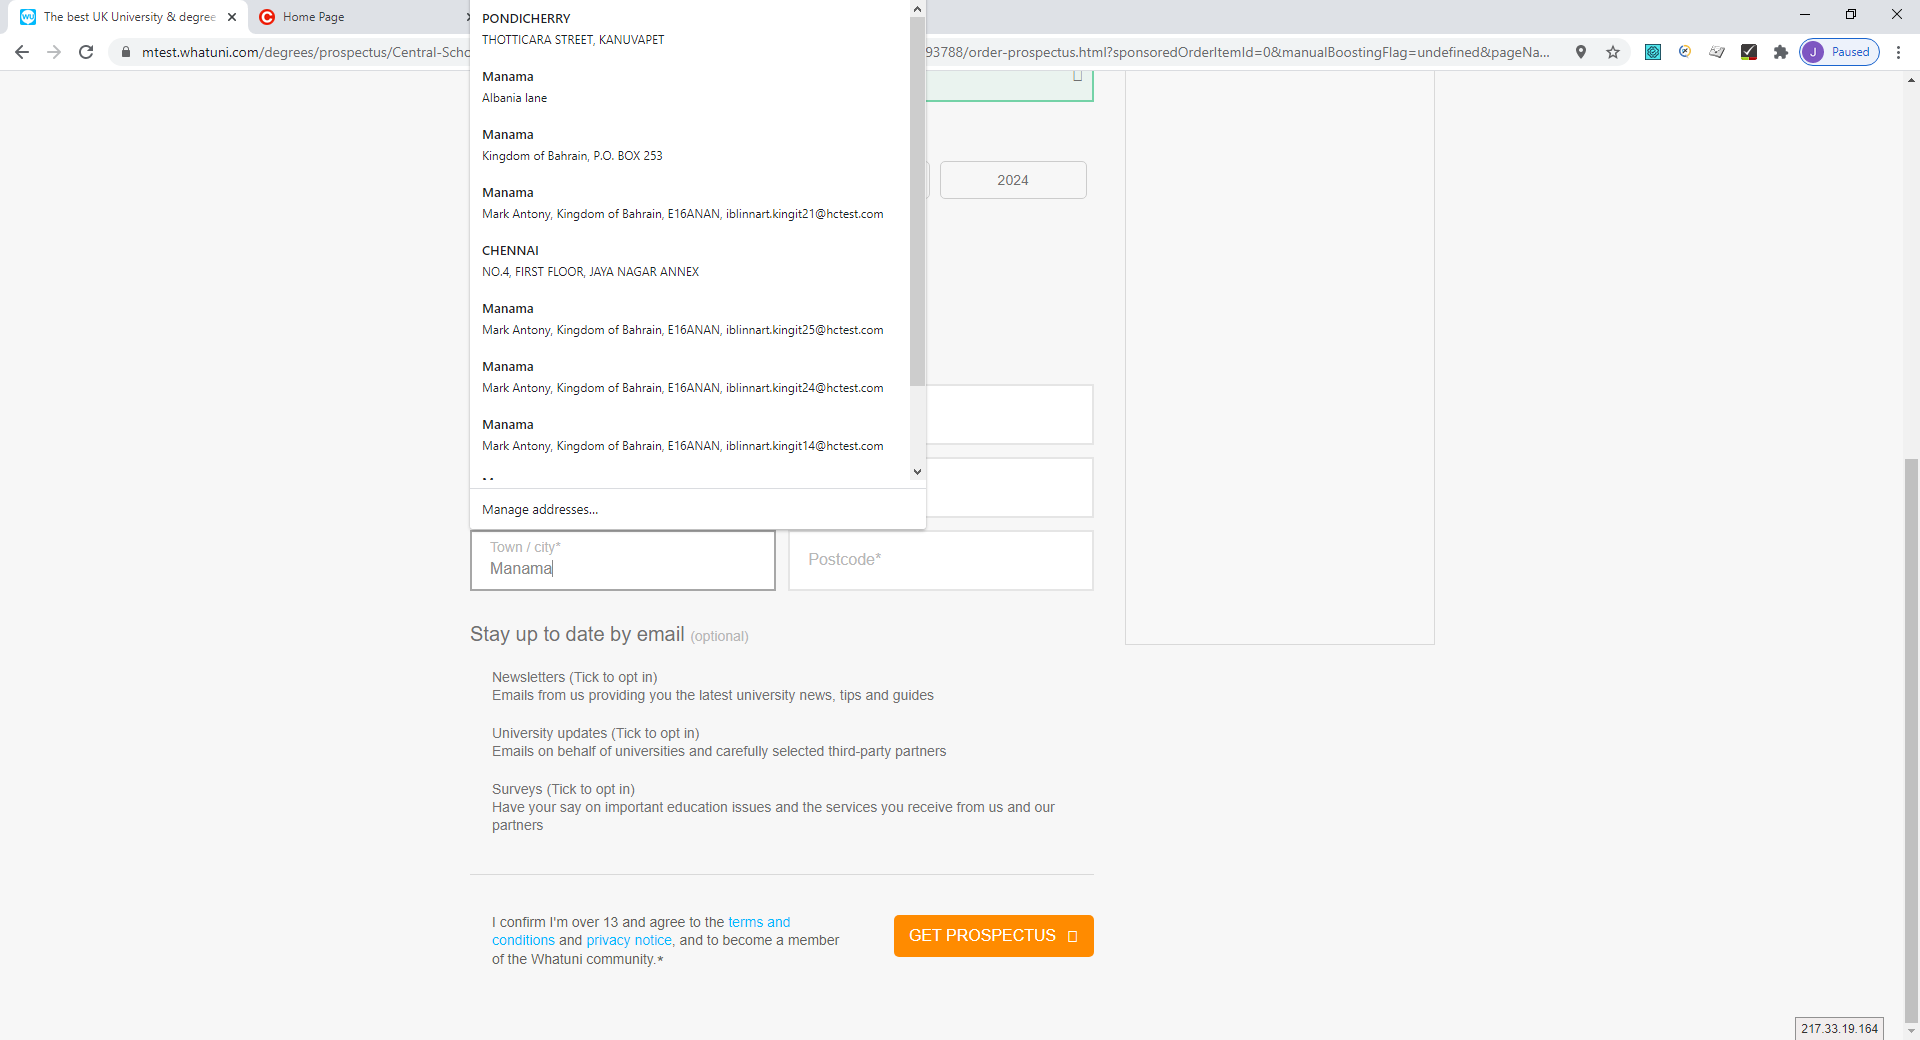 The best UK University & degree
Home Page
mtest.whatuni.com/degrees/prospectus/Central-Scho
93788/order-prospectus.html?sponsoredOrderItemId=0&manualBoostingFlag=undefined&pageNa...
J Paused
PONDICHERRY
THOTTICARA STREET, KANUVAPET
Manama
Albania lane
Manama
Kingdom of Bahrain, P.O. BOX 253
Manama
Mark Antony, Kingdom of Bahrain, E16ANAN, iblinnart.kingit21@hctest.com
CHENNAI
NO.4, FIRST FLOOR, JAYA NAGAR ANNEX
Manama
Mark Antony, Kingdom of Bahrain, E16ANAN, iblinnart.kingit25@hctest.com
Manama
Mark Antony, Kingdom of Bahrain, E16ANAN, iblinnart.kingit24@hctest.com
Manama
Mark Antony, Kingdom of Bahrain, E16ANAN, iblinnart.kingit14@hctest.com
Manage addresses...
2024
Town / city*
Manama
Postcode*
Stay up to date by email (optional)
Newsletters (Tick to opt in)
Emails from us providing you the latest university news, tips and guides
University updates (Tick to opt in)
Emails on behalf of universities and carefully selected third-party partners
Surveys (Tick to opt in)
Have your say on important education issues and the services you receive from us and our
partners
I confirm I'm over 13 and agree to the terms and
conditions and privacy notice, and to become a member
of the Whatuni community.*
GET PROSPECTUS
217.33.19.164